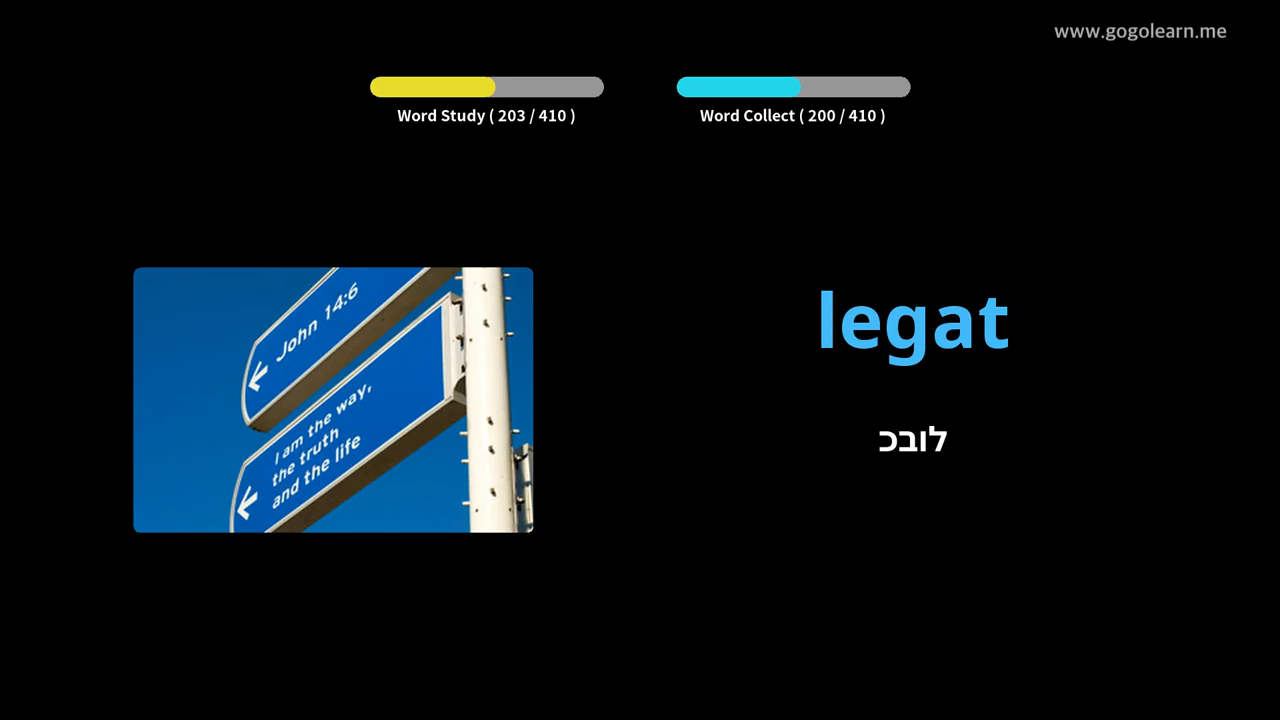 www.gogolearn.me
Word Study ( 203 / 410 )
Word Collect ( 200 / 410 )
John 14:6
I am the way,
the truth
and the life
legat
לובכ